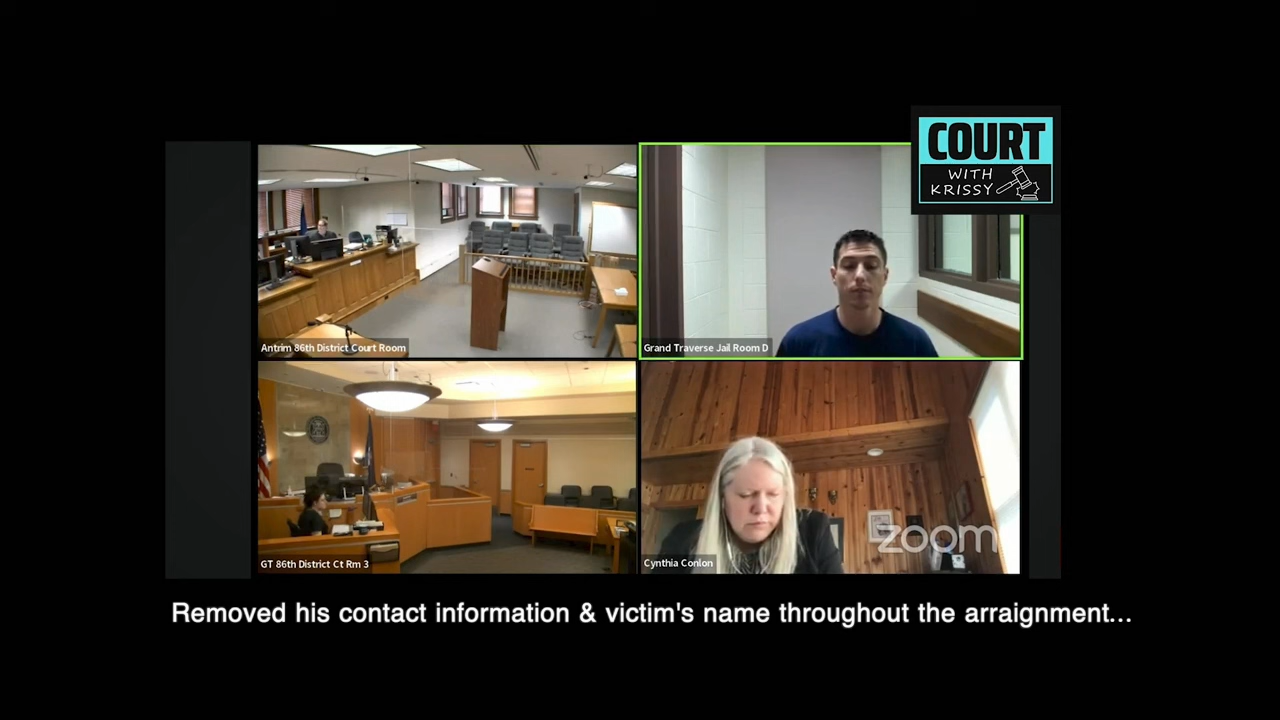 COURT
WITH
KRISSY
Antrim 86th District Court Room
Grand Traverse Jail Room D
GT 86th District Ct Rm 3
Cynthia Conlon
zoom
Removed his contact information & victim's name throughout the arraignment...